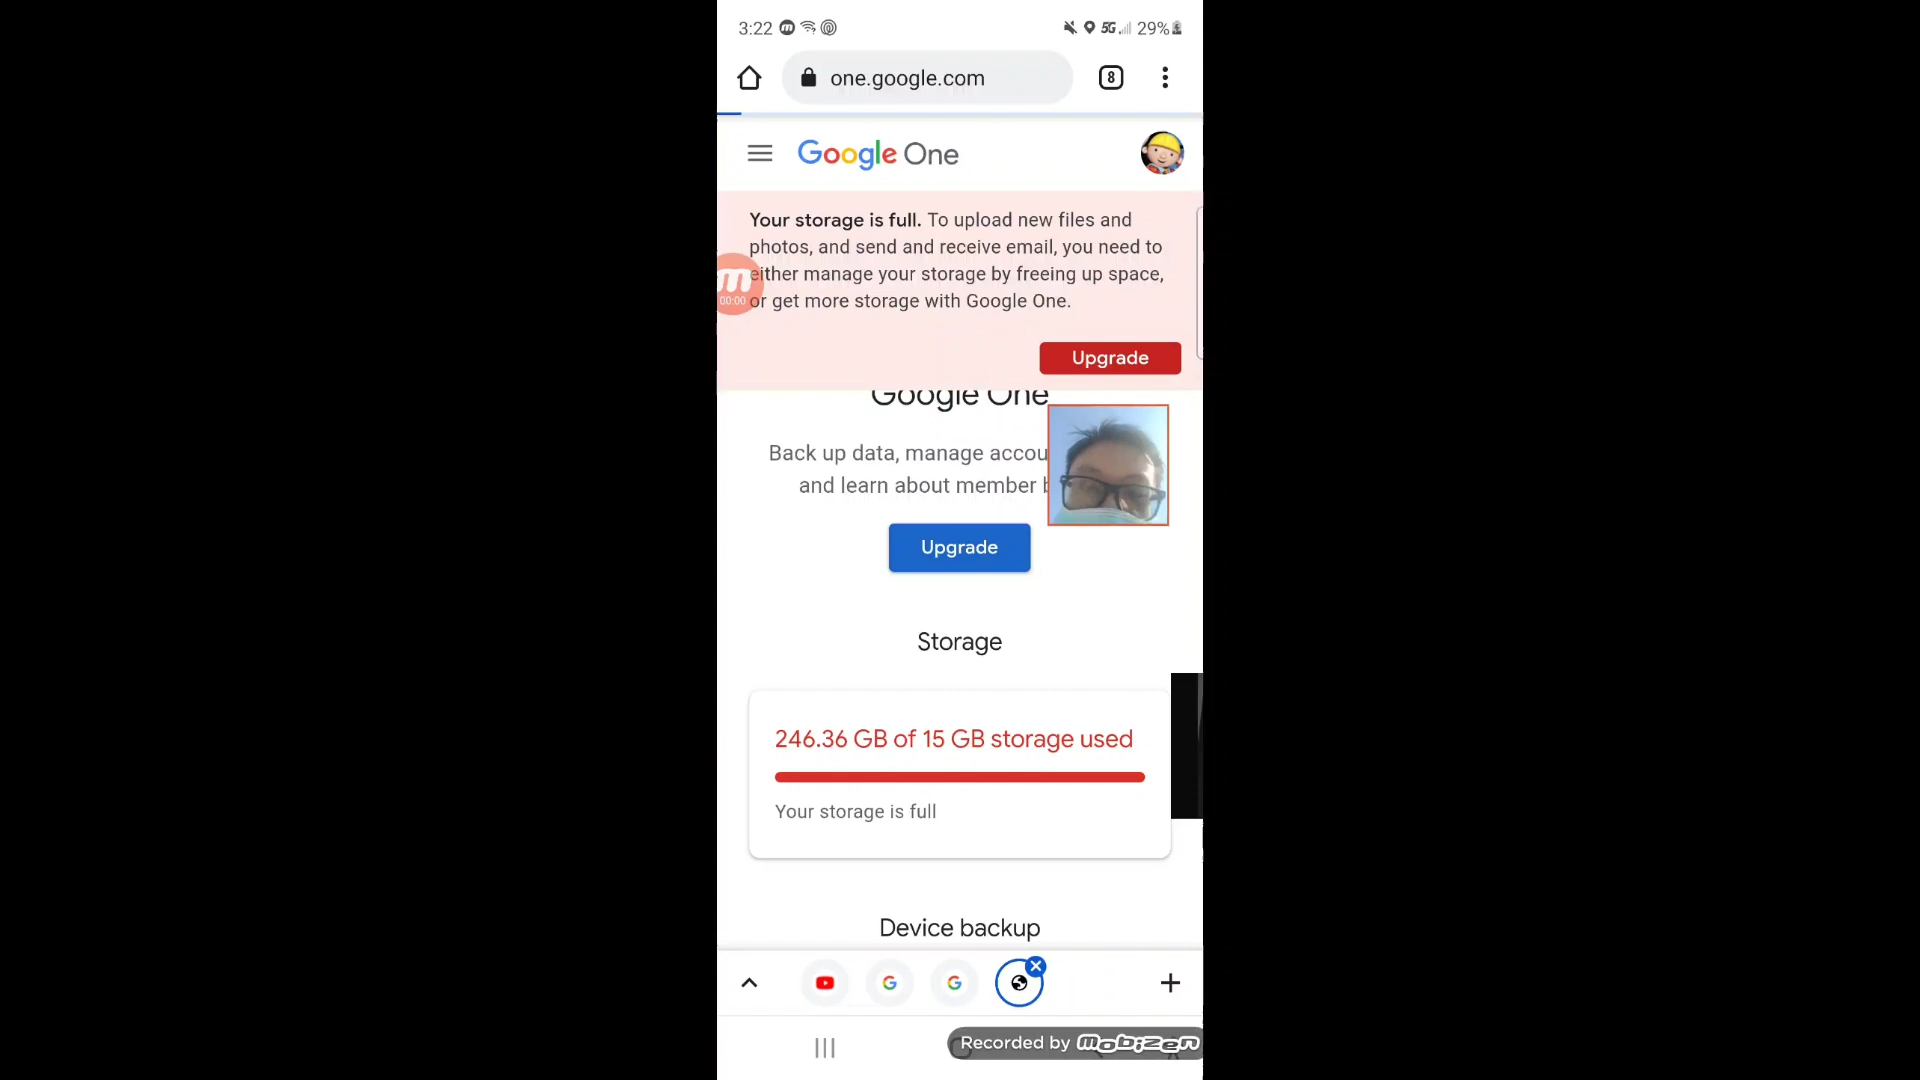 3:22
5G
29%
one.google.com
8
Google One
Your storage is full. To upload new files and
photos, and send and receive email, you need to
either manage your storage by freeing up space,
or get more storage with Google One.
m
00:00
Upgrade
Google One
Back up data, manage accou
and learn about member b
Upgrade
Storage
246.36 GB of 15 GB storage used
Your storage is full
Device backup
G
G
Recorded by mobizen